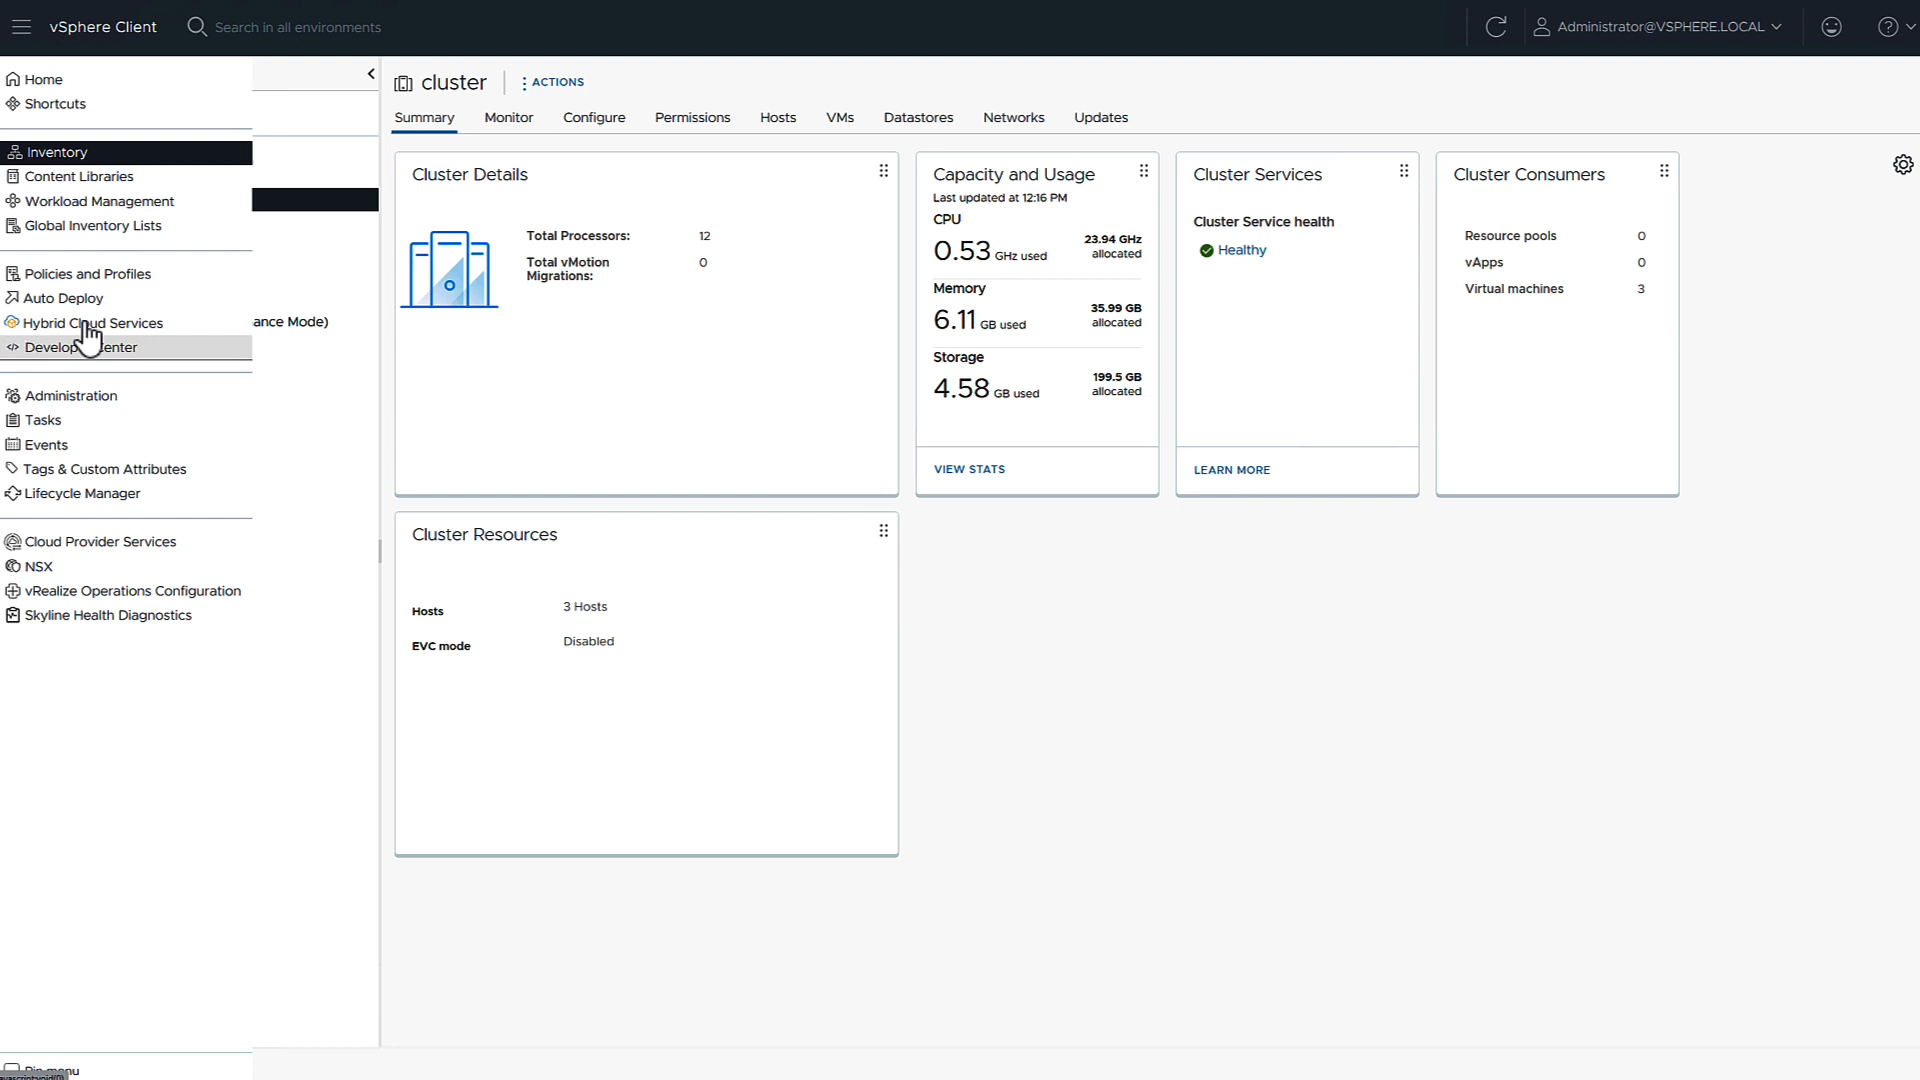 vSphere Client
Search in all environments
Administrator@VSPHERE.LOCAL
Home
Shortcuts
Inventory
Content Libraries
Workload Management
Global Inventory Lists
Policies and Profiles
Auto Deploy
Hybrid Cloud Services
ance Mode)
Administration
Tasks
Events
Tags & Custom Attributes
Lifecycle Manager
Cloud Provider Services
NSX
vRealize Operations Configuration
Skyline Health Diagnostics
cluster
ACTIONS
Summary
Monitor
Configure
Permissions
Hosts
VMs
Datastores
Networks
Updates
Cluster Details
Total Processors: 12
Total vMotion
Migrations: 0
Capacity and Usage
Last updated at 12:16 PM
CPU
0.53 GHz used
23.94 GHz
allocated
Memory
6.11 GB used
35.99 GB
allocated
Storage
4.58 GB used
199.5 GB
allocated
VIEW STATS
Cluster Services
Cluster Service health
Healthy
LEARN MORE
Cluster Consumers
Resource pools 0
vApps 0
Virtual machines 3
Cluster Resources
Hosts 3 Hosts
EVC mode Disabled